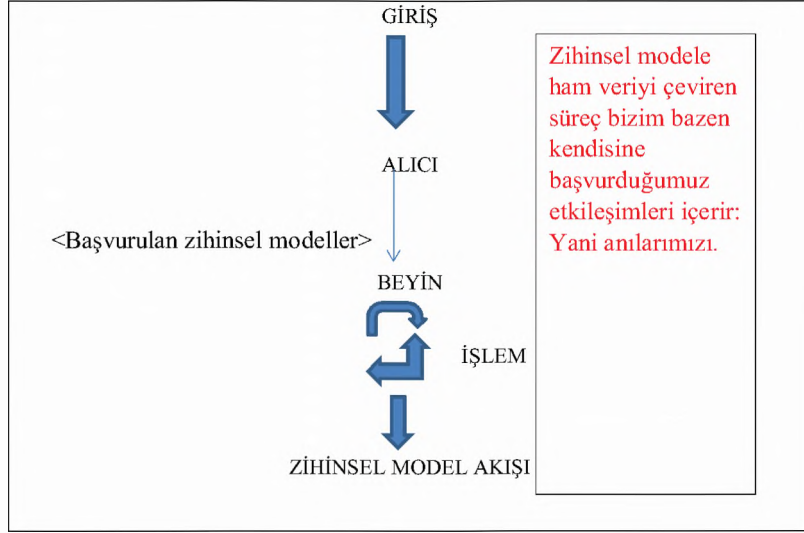 GİRİŞ
ALICI
<Başvurulan zihinsel modeller>
BEYİN
İŞLEM
ZİHİNSEL MODEL AKIŞI
Zihinsel modele
ham veriyi çeviren
süreç bizim bazen
kendisine
başvurduğumuz
etkileşimleri içerir:
Yani anılarımızı.